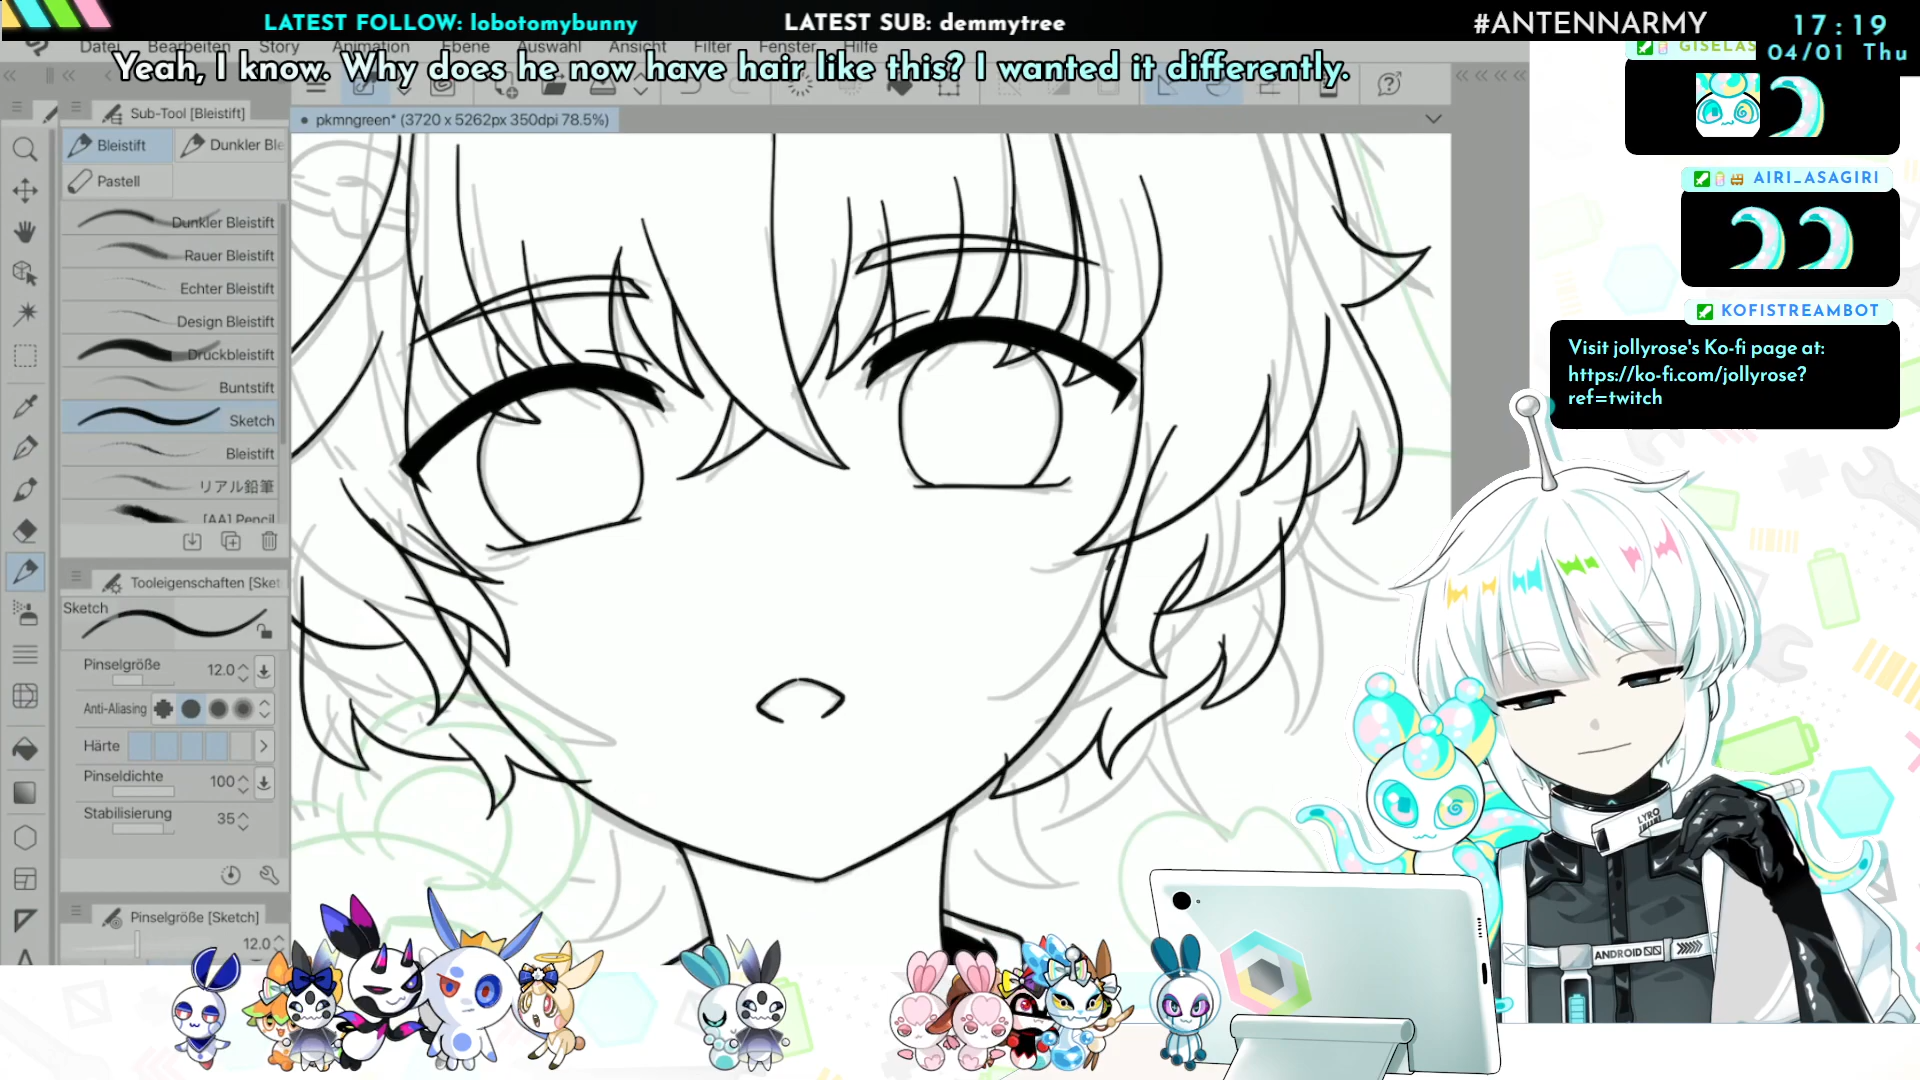 LATEST FOLLOW: lobotomybunny
LATEST SUB: demmytree
#ANTENNARMY
17:19
04/01 Thu
Datei Bearbeiten Story Animation Ebene Auswahl Ansicht Filter Fenster Hilfe
Yeah, I know. Why does he now have hair like this? I wanted it differently.
Sub-Tool [Bleistift]
pkmngreen* (3720 x 5262px 350dpi 78.5%)
Bleistift
Dunkler Ble
Pastell
Dunkler Bleistift
Rauer Bleistift
Echter Bleistift
Design Bleistift
Druckbleistift
Buntstift
Sketch
Bleistift
リアル鉛筆
[AA] Pencil
Tooleigenschaften [Sket
Sketch
Pinselgröße 12.0
Anti-Aliasing
Härte
Pinseldichte 100
Stabilisierung 35
Pinselgröße [Sketch]
12.0
GISELAS
AIRI_ASAGIRI
KOFISTREAMBOT
Visit jollyrose's Ko-fi page at:
https://ko-fi.com/jollyrose?
ref=twitch
LYRO
ANDROID